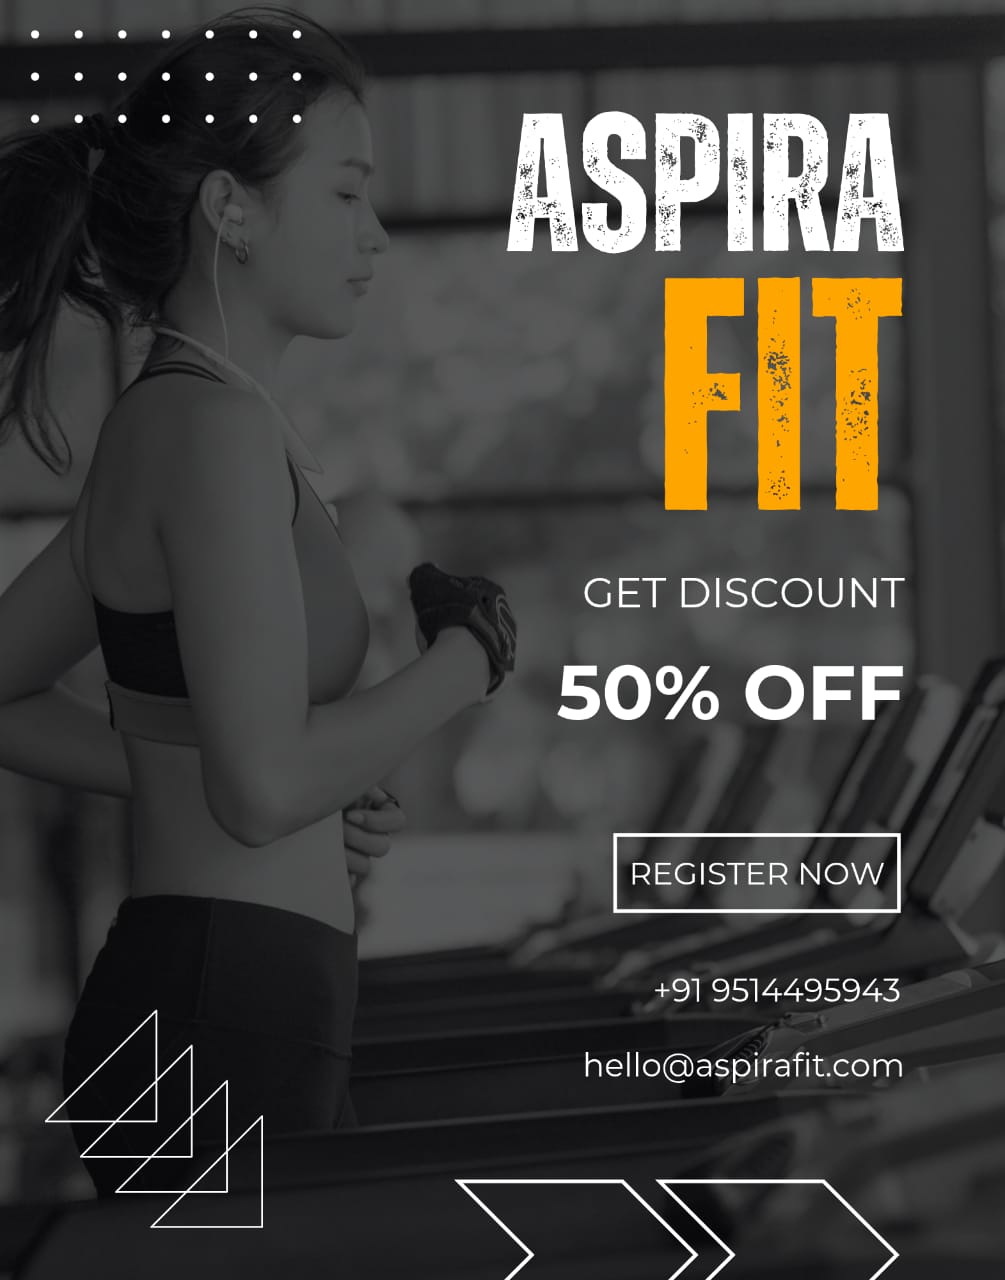 ASPIRA
FIT
GET DISCOUNT
50% OFF
REGISTER NOW
+91 9514495943
hello@aspirafit.com